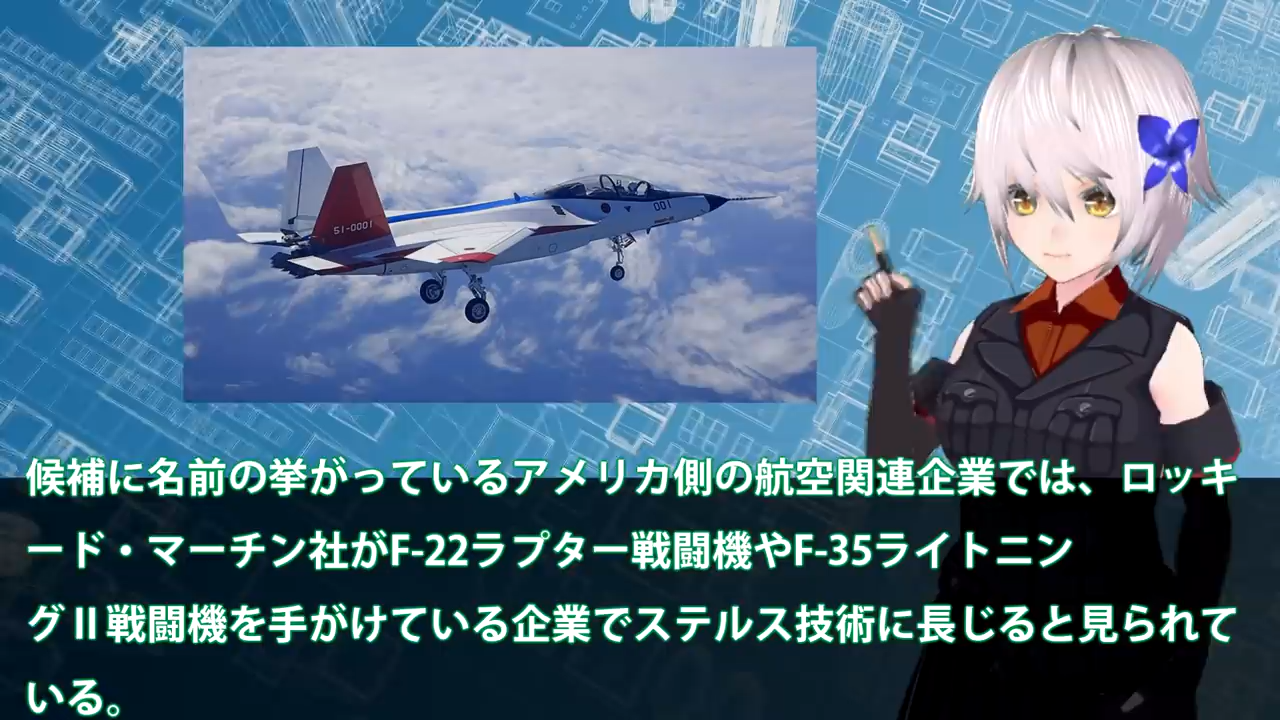 001
51-0001
候補に名前の挙がっているアメリカ側の航空関連企業では、ロッキ
ード・マーチン社がF-22ラプター戦闘機やF-35ライトニン
グⅡ戦闘機を手がけている企業でステルス技術に長じると見られて
いる。